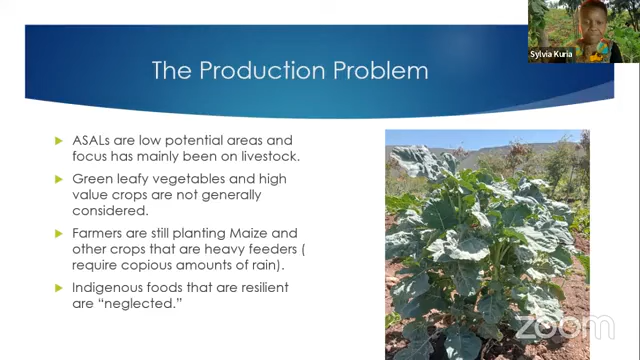 Sylvia Kuria
The Production Problem
ASALs are low potential areas and
focus has mainly been on livestock.
Green leafy vegetables and high
value crops are not generally
considered.
Farmers are still planting Maize and
other crops that are heavy feeders (
require copious amounts of rain).
Indigenous foods that are resilient
are “neglected.”
zoom